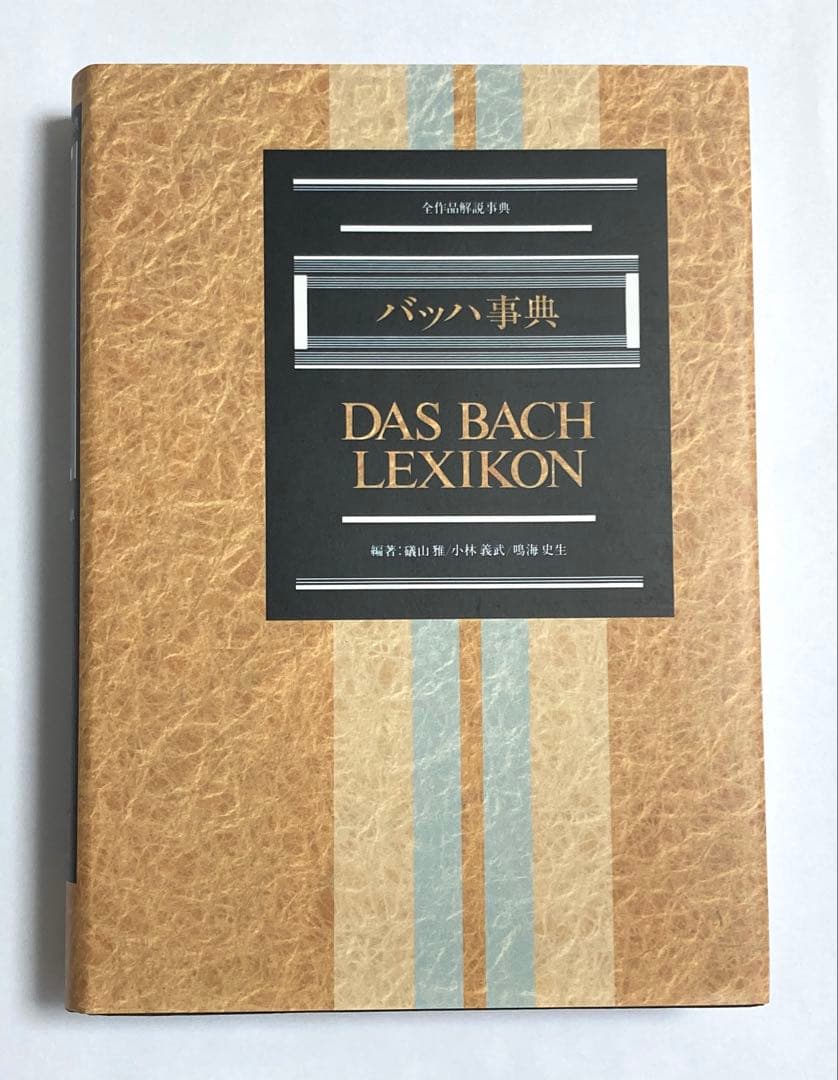 全作品解説事典
バッハ事典
DAS BACH
LEXIKON
編著:礒山 雅/小林 義武/鳴海 史生